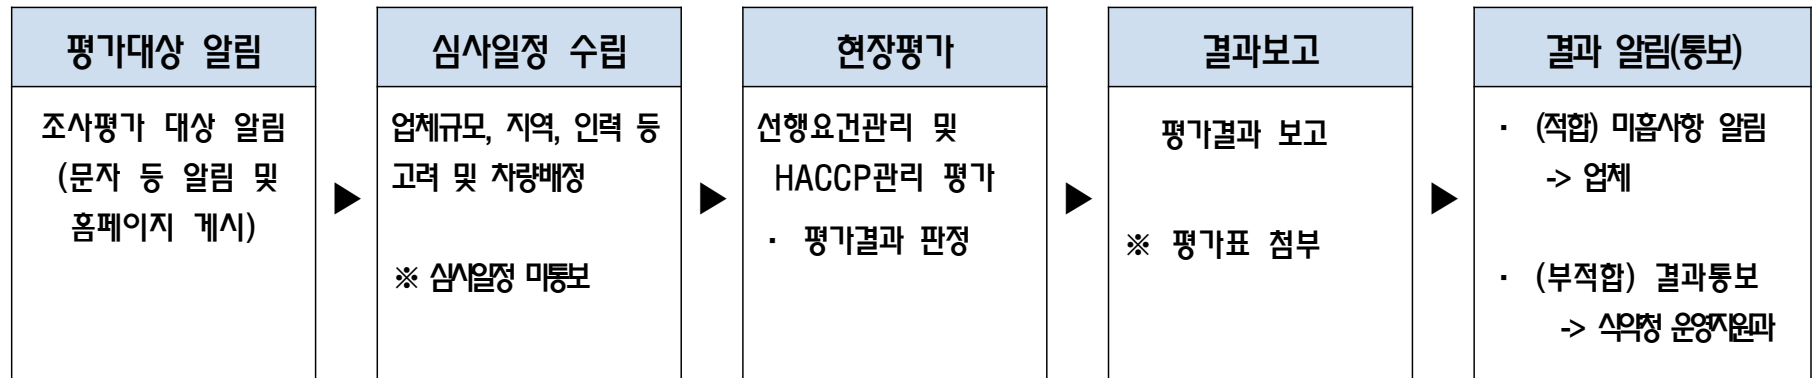 평가대상 알림
조사평가 대상 알림
(문자 등 알림 및
홈페이지 게시)
▶
심사일정 수립
업체규모, 지역, 인력 등
고려 및 차량배정
※ 심사일정 미통보
▶
현장평가
선행요건관리 및
HACCP관리 평가
· 평가결과 판정
▶
결과보고
평가결과 보고
※ 평가표 첨부
▶
결과 알림(통보)
· (적합) 미흡사항 알림
-> 업체
· (부적합) 결과통보
-> 식약청 운영지원과